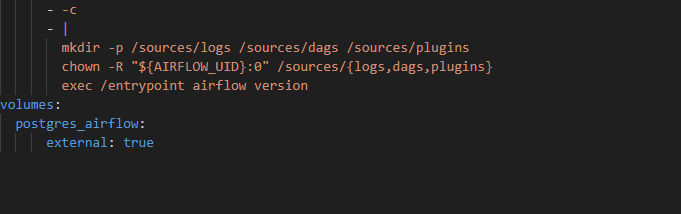 - -c
- |
mkdir -p /sources/logs /sources/dags /sources/plugins
chown -R "${AIRFLOW_UID}:0" /sources/{logs,dags,plugins}
exec /entrypoint airflow version
volumes:
postgres_airflow:
external: true